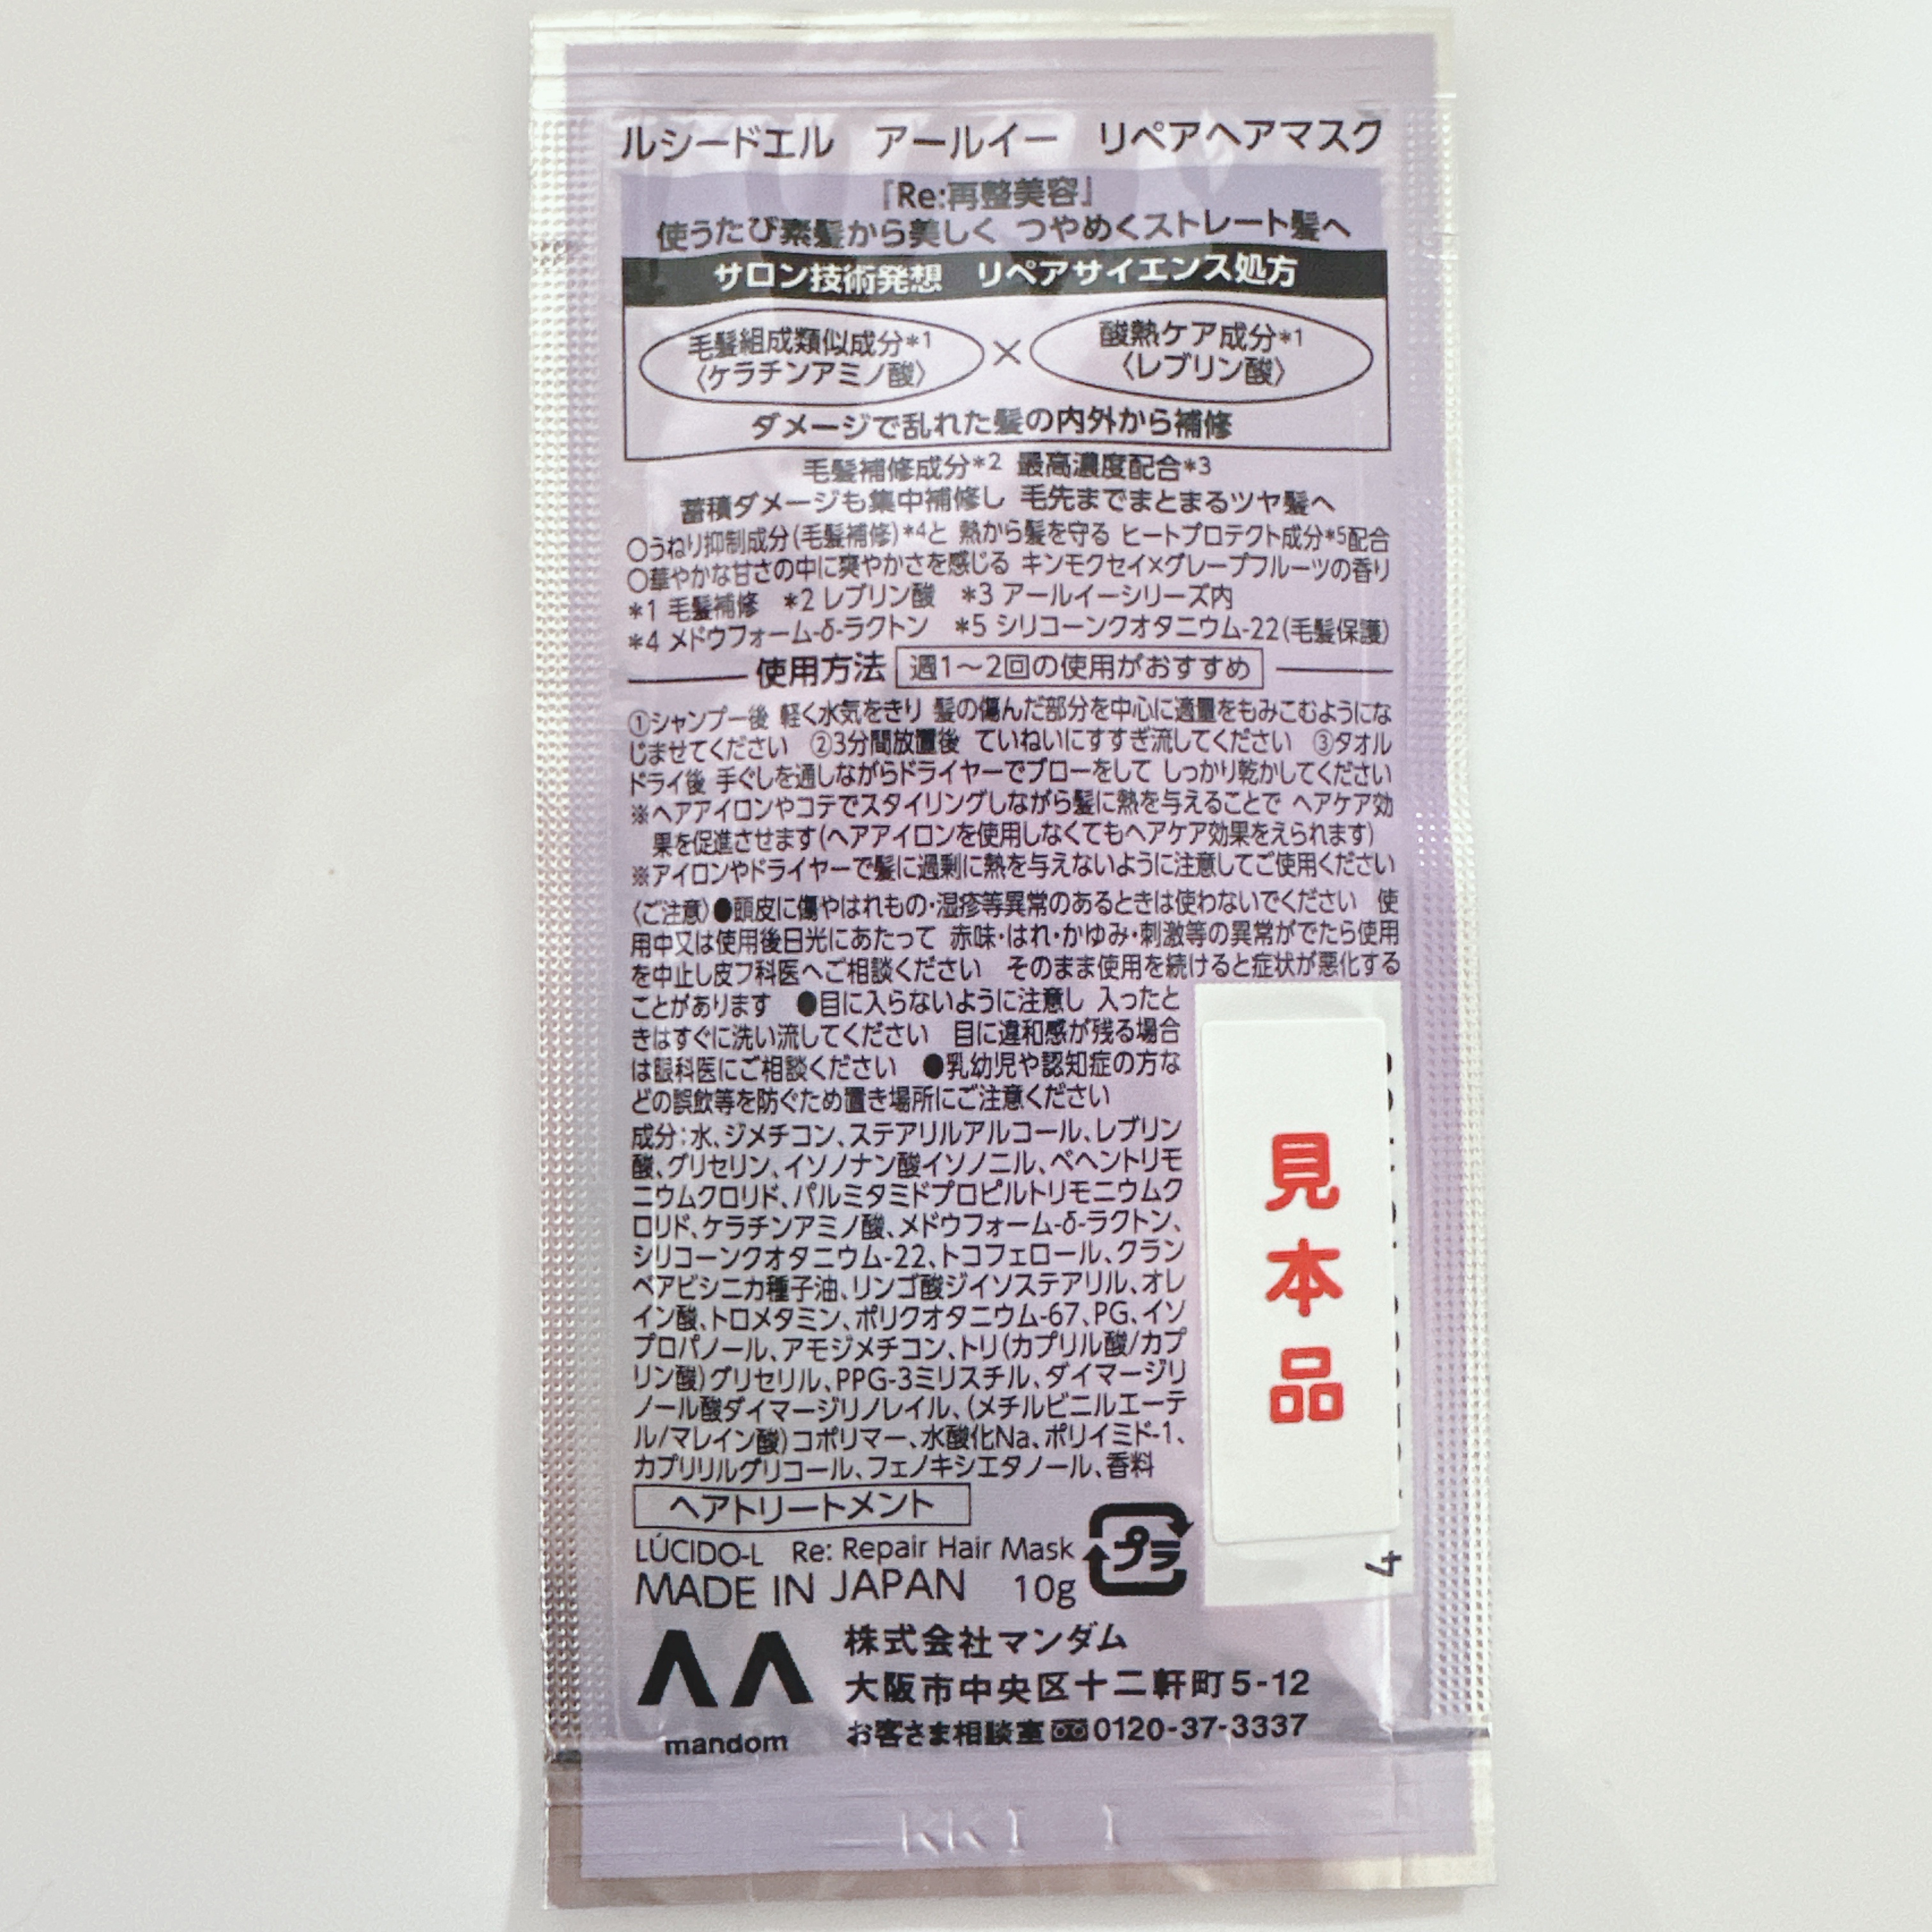 ルシードエル　アールイー　リペアヘアマスク
『Re:再整美容』
使うたび素髪から美しく つやめくストレート髪へ
サロン技術発想　リペアサイエンス処方
毛髪組成類似成分*1
〈ケラチンアミノ酸〉
×
酸熱ケア成分*1
〈レブリン酸〉
ダメージで乱れた髪の内外から補修
毛髪補修成分*2 最高濃度配合*3
蓄積ダメージも集中補修し 毛先までまとまるツヤ髪へ
○うねり抑制成分(毛髪補修)*4と 熱から髪を守る ヒートプロテクト成分*5配合
○華やかな甘さの中に爽やかさを感じる キンモクセイ×グレープフルーツの香り
*1 毛髪補修　*2 レブリン酸　*3 アールイーシリーズ内
*4 メドウフォーム-δ-ラクトン　*5 シリコーンクオタニウム-22(毛髪保護)
使用方法 週1～2回の使用がおすすめ
①シャンプー後 軽く水気をきり 髪の傷んだ部分を中心に適量をもみこむようにな
じませてください　②3分間放置後 ていねいにすすぎ流してください　③タオル
ドライ後 手ぐしを通しながらドライヤーでブローをして しっかり乾かしてください
※ヘアアイロンやコテでスタイリングしながら髪に熱を与えることで ヘアケア効
果を促進させます(ヘアアイロンを使用しなくてもヘアケア効果をえられます)
※アイロンやドライヤーで髪に過剰に熱を与えないように注意してご使用ください
〈ご注意〉●頭皮に傷やはれもの・湿疹等異常のあるときは使わないでください　使
用中又は使用後日光にあたって 赤味・はれ・かゆみ・刺激等の異常がでたら使用
を中止し皮フ科医へご相談ください　そのまま使用を続けると症状が悪化する
ことがあります　●目に入らないように注意し 入ったと
きはすぐに洗い流してください　目に違和感が残る場合
は眼科医にご相談ください　●乳幼児や認知症の方な
どの誤飲等を防ぐため置き場所にご注意ください
成分:水、ジメチコン、ステアリルアルコール、レブリン
酸、グリセリン、イソノナン酸イソノニル、ベヘントリモ
ニウムクロリド、パルミタミドプロピルトリモニウムク
ロリド、ケラチンアミノ酸、メドウフォーム-δ-ラクトン、
シリコーンクオタニウム-22、トコフェロール、クラン
ベアビシニカ種子油、リンゴ酸ジイソステアリル、オレ
イン酸、トロメタミン、ポリクオタニウム-67、PG、イソ
プロパノール、アモジメチコン、トリ(カプリル酸/カプ
リン酸)グリセリル、PPG-3ミリスチル、ダイマージリ
ノール酸ダイマージリノレイル、(メチルビニルエーテ
ル/マレイン酸)コポリマー、水酸化Na、ポリイミド-1、
カプリリルグリコール、フェノキシエタノール、香料
見本品
ヘアトリートメント
LÚCIDO-L　Re: Repair Hair Mask
MADE IN JAPAN　10g
プラ
株式会社マンダム
大阪市中央区十二軒町5-12
お客さま相談室 0120-37-3337
mandom
KK1 1